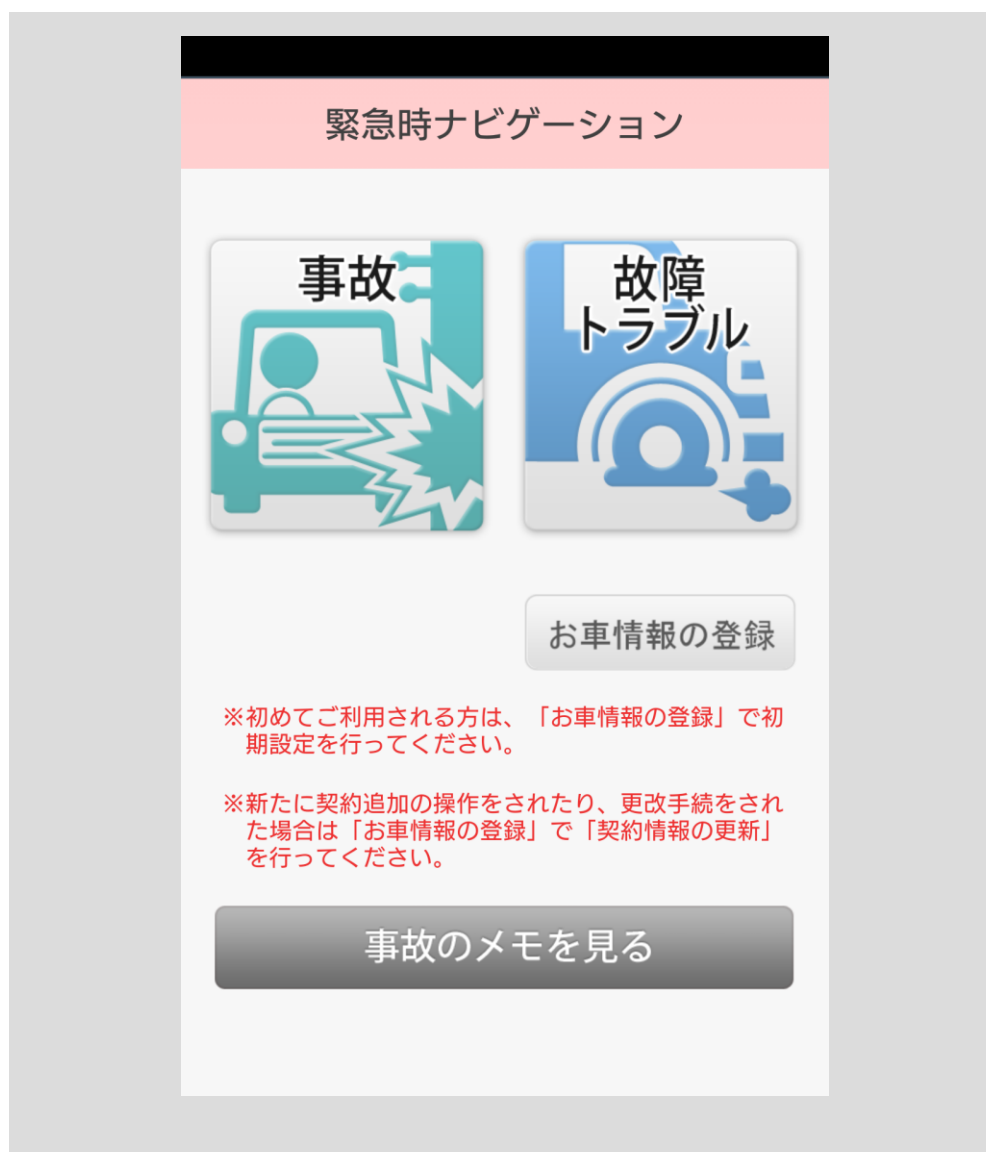 緊急時ナビゲーション
事故
故障
トラブル
お車情報の登録
※初めてご利用される方は、「お車情報の登録」で初
期設定を行ってください。
※新たに契約追加の操作をされたり、更改手続をされ
た場合は「お車情報の登録」で「契約情報の更新」
を行ってください。
事故のメモを見る